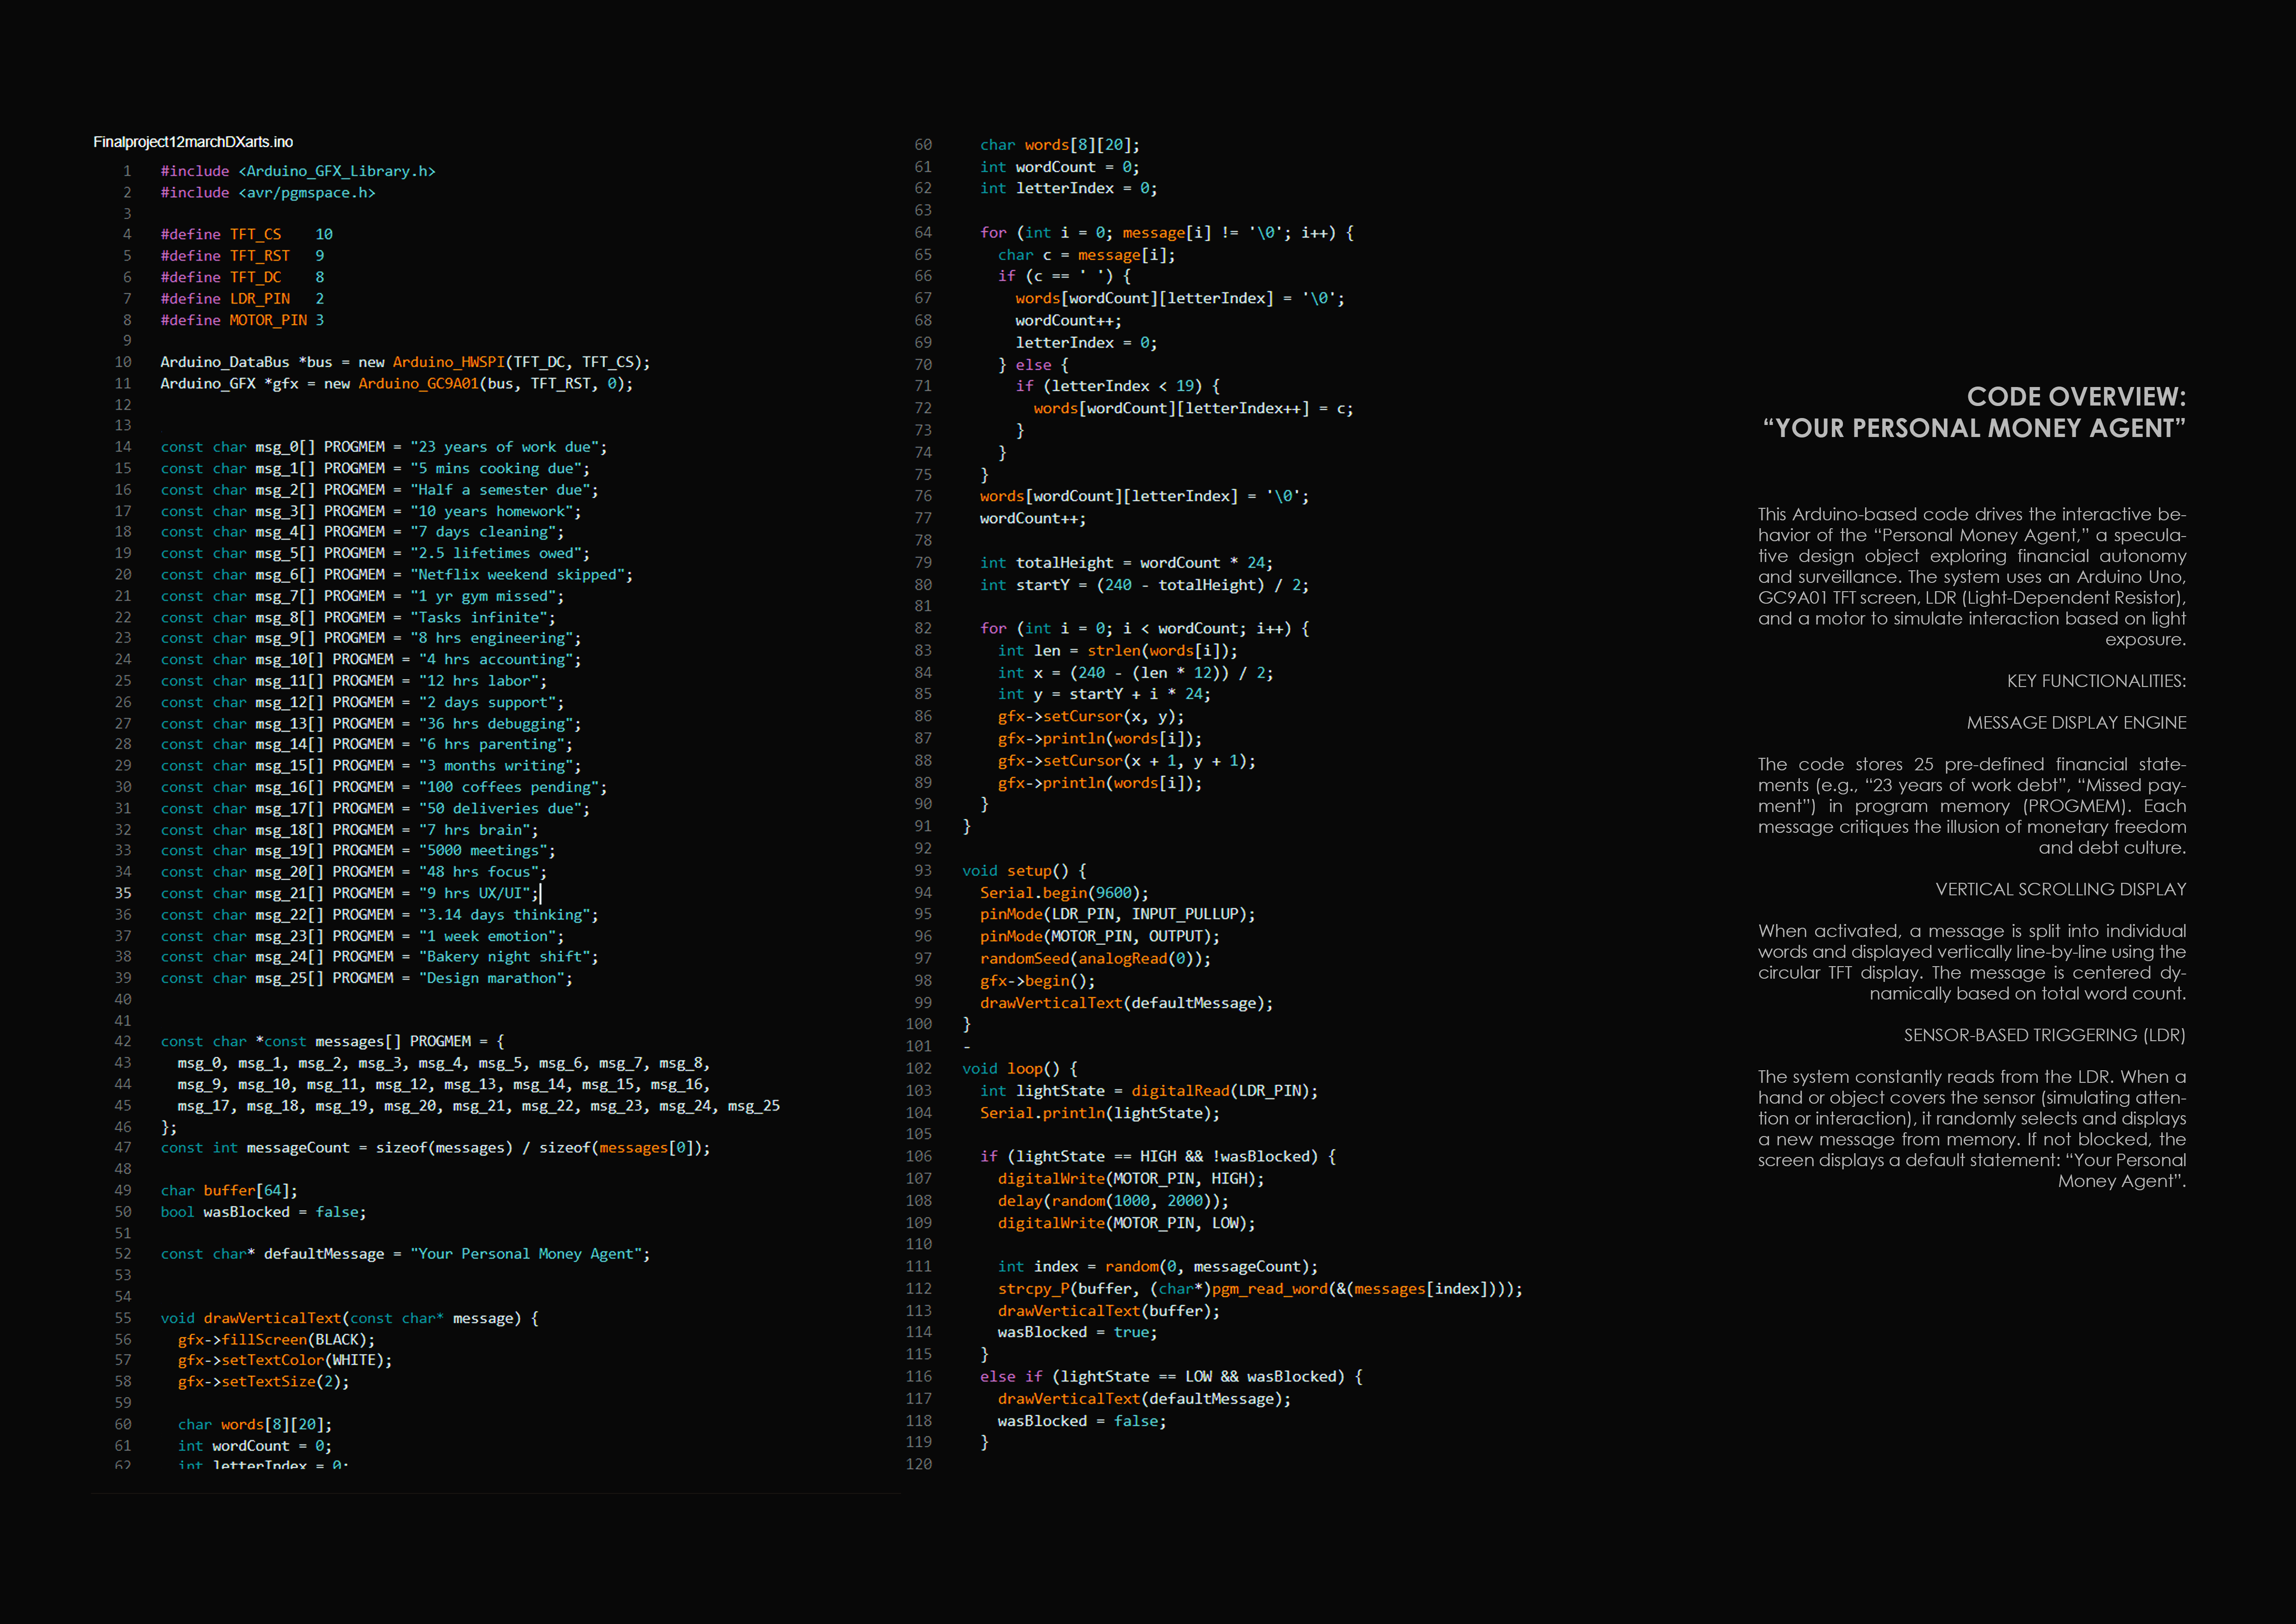 Finalproject12marchDXarts.ino
1 #include <Arduino_GFX_Library.h>
2 #include <avr/pgmspace.h>
3
4 #define TFT_CS    10
5 #define TFT_RST   9
6 #define TFT_DC    8
7 #define LDR_PIN   2
8 #define MOTOR_PIN 3
9
10 Arduino_DataBus *bus = new Arduino_HWSPI(TFT_DC, TFT_CS);
11 Arduino_GFX *gfx = new Arduino_GC9A01(bus, TFT_RST, 0);
12
13
14 const char msg_0[] PROGMEM = "23 years of work due";
15 const char msg_1[] PROGMEM = "5 mins cooking due";
16 const char msg_2[] PROGMEM = "Half a semester due";
17 const char msg_3[] PROGMEM = "10 years homework";
18 const char msg_4[] PROGMEM = "7 days cleaning";
19 const char msg_5[] PROGMEM = "2.5 lifetimes owed";
20 const char msg_6[] PROGMEM = "Netflix weekend skipped";
21 const char msg_7[] PROGMEM = "1 yr gym missed";
22 const char msg_8[] PROGMEM = "Tasks infinite";
23 const char msg_9[] PROGMEM = "8 hrs engineering";
24 const char msg_10[] PROGMEM = "4 hrs accounting";
25 const char msg_11[] PROGMEM = "12 hrs labor";
26 const char msg_12[] PROGMEM = "2 days support";
27 const char msg_13[] PROGMEM = "36 hrs debugging";
28 const char msg_14[] PROGMEM = "6 hrs parenting";
29 const char msg_15[] PROGMEM = "3 months writing";
30 const char msg_16[] PROGMEM = "100 coffees pending";
31 const char msg_17[] PROGMEM = "50 deliveries due";
32 const char msg_18[] PROGMEM = "7 hrs brain";
33 const char msg_19[] PROGMEM = "5000 meetings";
34 const char msg_20[] PROGMEM = "48 hrs focus";
35 const char msg_21[] PROGMEM = "9 hrs UX/UI";
36 const char msg_22[] PROGMEM = "3.14 days thinking";
37 const char msg_23[] PROGMEM = "1 week emotion";
38 const char msg_24[] PROGMEM = "Bakery night shift";
39 const char msg_25[] PROGMEM = "Design marathon";
40
41
42 const char *const messages[] PROGMEM = {
43   msg_0, msg_1, msg_2, msg_3, msg_4, msg_5, msg_6, msg_7, msg_8,
44   msg_9, msg_10, msg_11, msg_12, msg_13, msg_14, msg_15, msg_16,
45   msg_17, msg_18, msg_19, msg_20, msg_21, msg_22, msg_23, msg_24, msg_25
46 };
47 const int messageCount = sizeof(messages) / sizeof(messages[0]);
48
49 char buffer[64];
50 bool wasBlocked = false;
51
52 const char* defaultMessage = "Your Personal Money Agent";
53
54
55 void drawVerticalText(const char* message) {
56   gfx->fillScreen(BLACK);
57   gfx->setTextColor(WHITE);
58   gfx->setTextSize(2);
59
60   char words[8][20];
61   int wordCount = 0;
62   int letterIndex = 0;
60   char words[8][20];
61   int wordCount = 0;
62   int letterIndex = 0;
63
64   for (int i = 0; message[i] != '\0'; i++) {
65     char c = message[i];
66     if (c == ' ') {
67       words[wordCount][letterIndex] = '\0';
68       wordCount++;
69       letterIndex = 0;
70     } else {
71       if (letterIndex < 19) {
72         words[wordCount][letterIndex++] = c;
73       }
74     }
75   }
76   words[wordCount][letterIndex] = '\0';
77   wordCount++;
78
79   int totalHeight = wordCount * 24;
80   int startY = (240 - totalHeight) / 2;
81
82   for (int i = 0; i < wordCount; i++) {
83     int len = strlen(words[i]);
84     int x = (240 - (len * 12)) / 2;
85     int y = startY + i * 24;
86     gfx->setCursor(x, y);
87     gfx->println(words[i]);
88     gfx->setCursor(x + 1, y + 1);
89     gfx->println(words[i]);
90   }
91 }
92
93 void setup() {
94   Serial.begin(9600);
95   pinMode(LDR_PIN, INPUT_PULLUP);
96   pinMode(MOTOR_PIN, OUTPUT);
97   randomSeed(analogRead(0));
98   gfx->begin();
99   drawVerticalText(defaultMessage);
100 }
101 -
102 void loop() {
103   int lightState = digitalRead(LDR_PIN);
104   Serial.println(lightState);
105
106   if (lightState == HIGH && !wasBlocked) {
107     digitalWrite(MOTOR_PIN, HIGH);
108     delay(random(1000, 2000));
109     digitalWrite(MOTOR_PIN, LOW);
110
111     int index = random(0, messageCount);
112     strcpy_P(buffer, (char*)pgm_read_word(&(messages[index])));
113     drawVerticalText(buffer);
114     wasBlocked = true;
115   }
116   else if (lightState == LOW && wasBlocked) {
117     drawVerticalText(defaultMessage);
118     wasBlocked = false;
119   }
120
CODE OVERVIEW:
“YOUR PERSONAL MONEY AGENT”
This Arduino-based code drives the interactive be-
havior of the “Personal Money Agent,” a specula-
tive design object exploring financial autonomy
and surveillance. The system uses an Arduino Uno,
GC9A01 TFT screen, LDR (Light-Dependent Resistor),
and a motor to simulate interaction based on light
exposure.
KEY FUNCTIONALITIES:
MESSAGE DISPLAY ENGINE
The code stores 25 pre-defined financial state-
ments (e.g., “23 years of work debt”, “Missed pay-
ment”) in program memory (PROGMEM). Each
message critiques the illusion of monetary freedom
and debt culture.
VERTICAL SCROLLING DISPLAY
When activated, a message is split into individual
words and displayed vertically line-by-line using the
circular TFT display. The message is centered dy-
namically based on total word count.
SENSOR-BASED TRIGGERING (LDR)
The system constantly reads from the LDR. When a
hand or object covers the sensor (simulating atten-
tion or interaction), it randomly selects and displays
a new message from memory. If not blocked, the
screen displays a default statement: “Your Personal
Money Agent”.